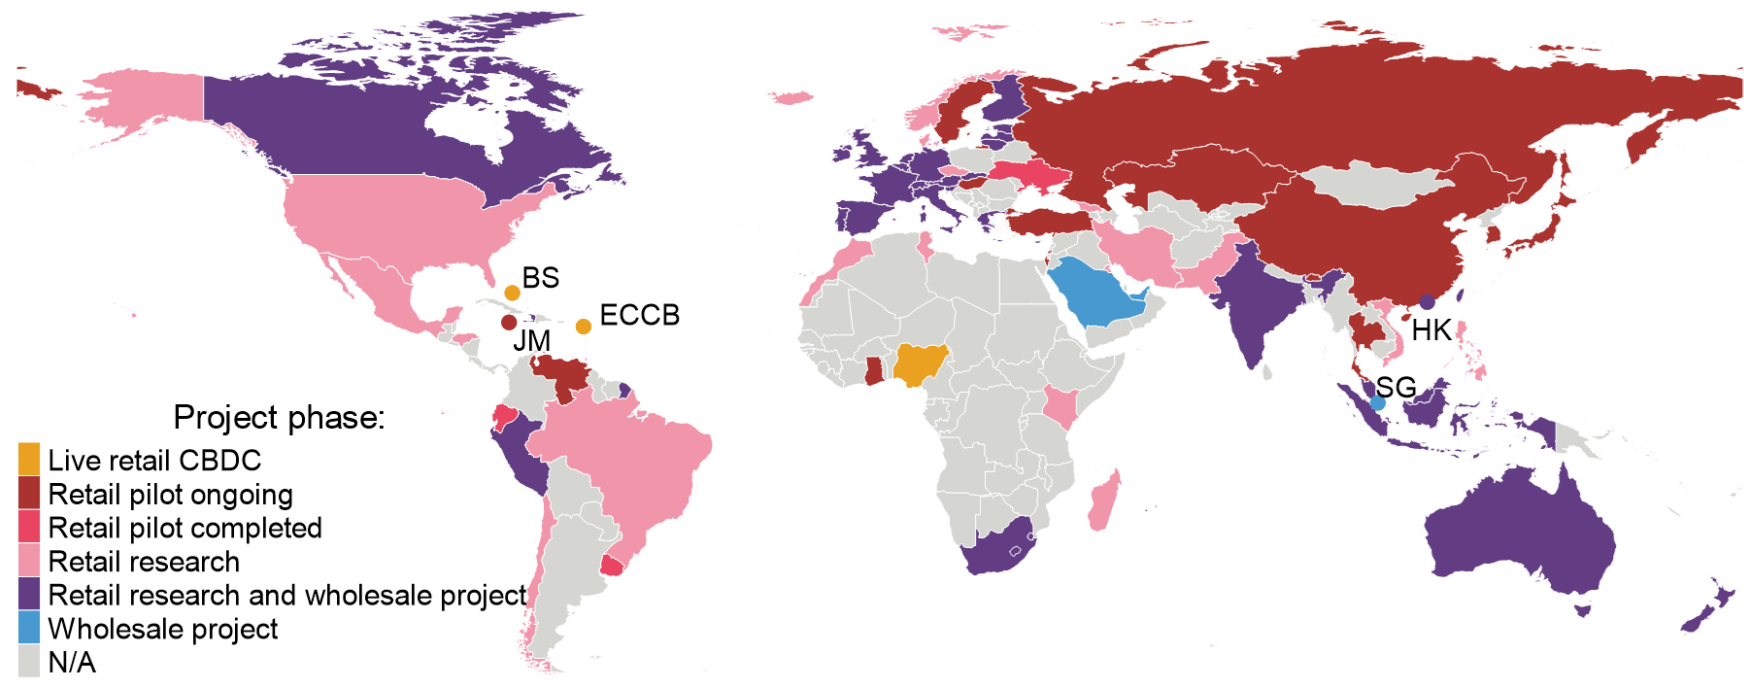 BS
ECCB
JM
HK
SG
Project phase:
Live retail CBDC
Retail pilot ongoing
Retail pilot completed
Retail research
Retail research and wholesale project
Wholesale project
N/A